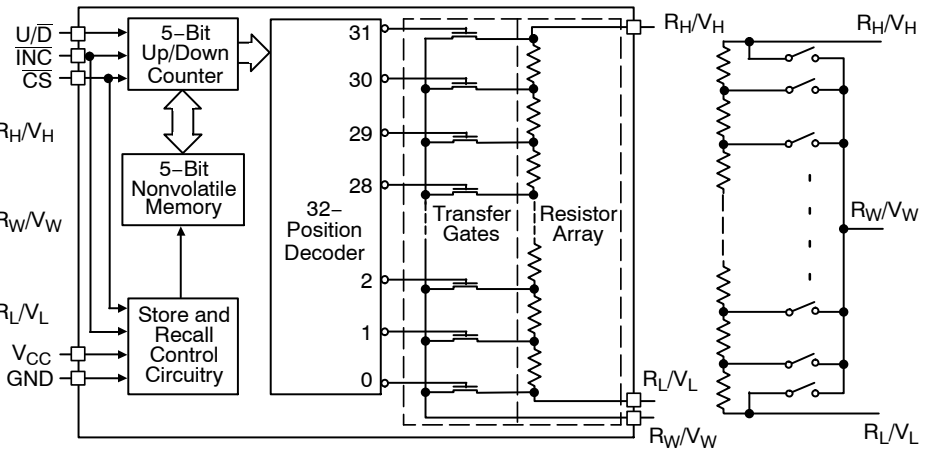 U/D̅
I̅N̅C̅
C̅S̅
R_H/V_H
R_W/V_W
R_L/V_L
V_CC
GND
5–Bit
Up/Down
Counter
5–Bit
Nonvolatile
Memory
Store and
Recall
Control
Circuitry
32–
Position
Decoder
31
30
29
28
2
1
0
Transfer
Gates
Resistor
Array
R_H/V_H
R_L/V_L
R_W/V_W
R_H/V_H
R_W/V_W
R_L/V_L